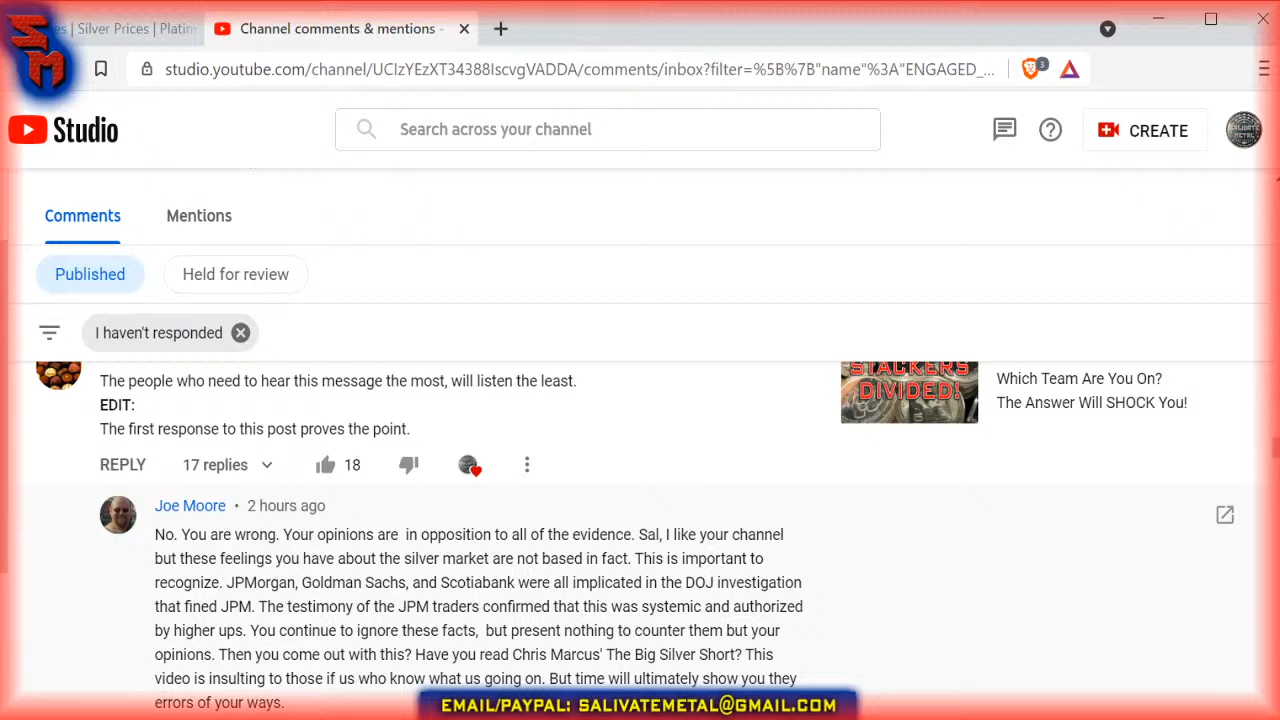 es | Silver Prices | Platin
Channel comments & mentions -
SM
studio.youtube.com/channel/UCIzYEzXT34388IscvgVADDA/comments/inbox?filter=%5B%7B"name"%3A"ENGAGED_...
3
Studio
Search across your channel
CREATE
SALIVATE METAL
Comments
Mentions
Published
Held for review
I haven't responded
The people who need to hear this message the most, will listen the least.
EDIT:
The first response to this post proves the point.
STACKERS
DIVIDED!
Which Team Are You On?
The Answer Will SHOCK You!
REPLY
17 replies
18
Joe Moore • 2 hours ago
No. You are wrong. Your opinions are  in opposition to all of the evidence. Sal, I like your channel
but these feelings you have about the silver market are not based in fact. This is important to
recognize. JPMorgan, Goldman Sachs, and Scotiabank were all implicated in the DOJ investigation
that fined JPM. The testimony of the JPM traders confirmed that this was systemic and authorized
by higher ups. You continue to ignore these facts,  but present nothing to counter them but your
opinions. Then you come out with this? Have you read Chris Marcus' The Big Silver Short? This
video is insulting to those if us who know what us going on. But time will ultimately show you they
errors of your ways.
EMAIL/PAYPAL: SALIVATEMETAL@GMAIL.COM